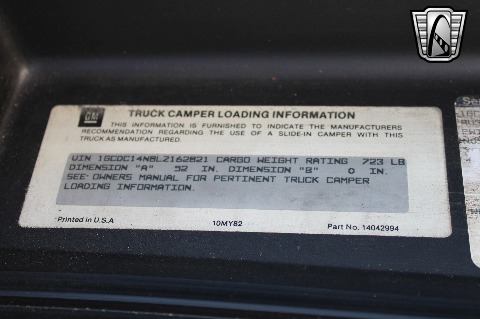 GM
TRUCK CAMPER LOADING INFORMATION
THIS INFORMATION IS FURNISHED TO INDICATE THE MANUFACTURERS
RECOMMENDATION REGARDING THE USE OF A SLIDE-IN CAMPER WITH THIS
TRUCK AS MANUFACTURED.
VIN 1GCDC14N8LZ162821 CARGO WEIGHT RATING 723 LB
DIMENSION "A" 52 IN. DIMENSION "B" 0 IN.
SEE OWNERS MANUAL FOR PERTINENT TRUCK CAMPER
LOADING INFORMATION.
Printed in U.S.A 10MY82 Part No. 14042994